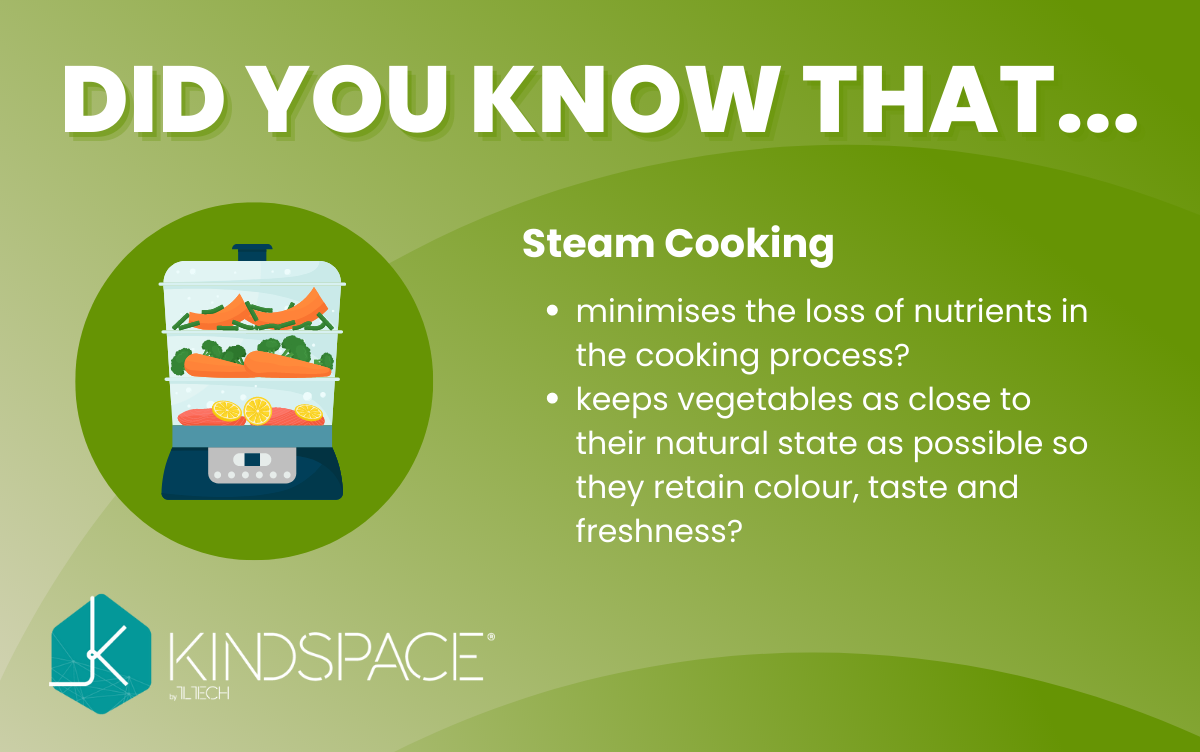 DID YOU KNOW THAT...
Steam Cooking
• minimises the loss of nutrients in
the cooking process?
• keeps vegetables as close to
their natural state as possible so
they retain colour, taste and
freshness?
KINDSPACE®
by 1LTECH